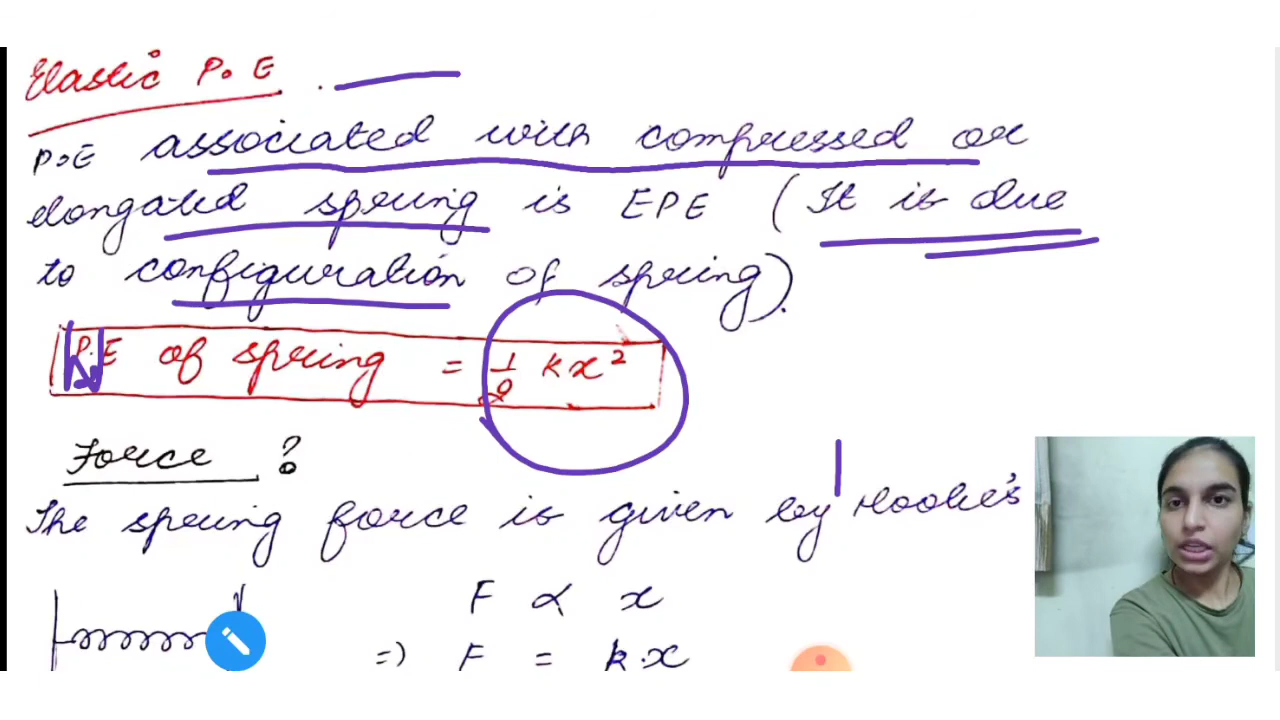 Elastic P.E.
P.E associated with compressed or
elongated spring is EPE (It is due
to configuration of spring).
P.E of spring = 1/2 kx²
Force ?
The spring force is given by Hooke's
F ∝ x
=) F = k.x